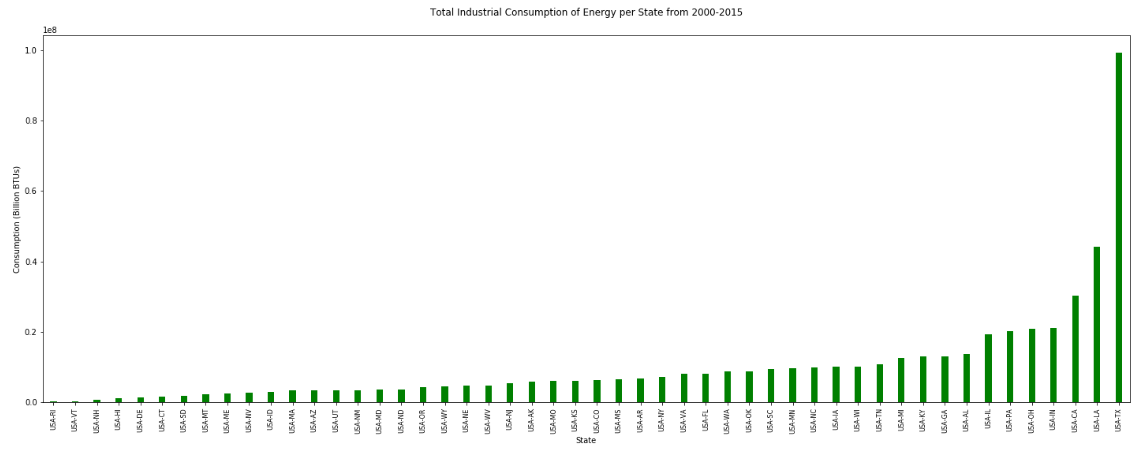 Total Industrial Consumption of Energy per State from 2000-2015
1e8
1.0
0.8
0.6
0.4
0.2
0.0
Consumption (Billion BTUs)
USA-RI
USA-VT
USA-NH
USA-HI
USA-DE
USA-CT
USA-SD
USA-MT
USA-ME
USA-NV
USA-ID
USA-MA
USA-AZ
USA-UT
USA-NM
USA-MD
USA-ND
USA-OR
USA-WY
USA-NE
USA-WV
USA-NJ
USA-AK
USA-MO
USA-KS
USA-CO
USA-MS
USA-AR
USA-NY
USA-VA
USA-FL
USA-WA
USA-OK
USA-SC
USA-MN
USA-NC
USA-IA
USA-WI
USA-TN
USA-MI
USA-KY
USA-GA
USA-AL
USA-IL
USA-PA
USA-OH
USA-IN
USA-CA
USA-LA
USA-TX
State